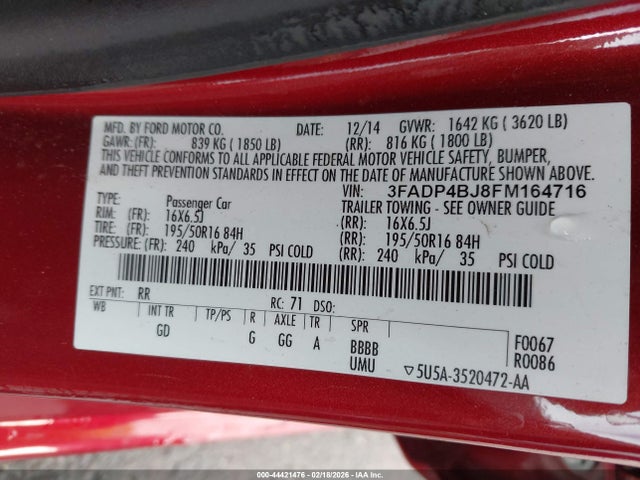 MFD. BY FORD MOTOR CO. DATE: 12/14 GVWR: 1642 KG ( 3620 LB)
GAWR: (FR): 839 KG ( 1850 LB) (RR): 816 KG ( 1800 LB)
THIS VEHICLE CONFORMS TO ALL APPLICABLE FEDERAL MOTOR VEHICLE SAFETY, BUMPER,
AND THEFT PREVENTION STANDARDS IN EFFECT ON THE DATE OF MANUFACTURE SHOWN ABOVE.
VIN: 3FADP4BJ8FM164716
TYPE: Passenger Car TRAILER TOWING - SEE OWNER GUIDE
RIM: (FR) 16X6.5J (RR): 16X6.5J
TIRE: (FR): 195/50R16 84H (RR): 195/50R16 84H
PRESSURE: (FR): 240 kPa/ 35 PSI COLD (RR): 240 kPa/ 35 PSI COLD
EXT PNT: RR RC: 71 DSO:
WB INT TR TP/PS R AXLE TR SPR
GD G GG A BBBB
UMU
F0067
R0086
▽5U5A-3520472-AA
000-44421476 02/18/2026 - Copyright © IAA, LLC